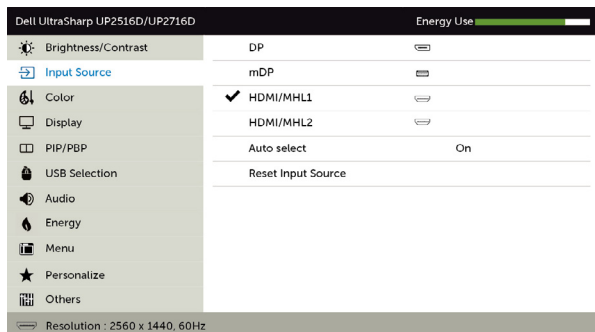 Dell UltraSharp UP2516D/UP2716D Energy Use
Brightness/Contrast
Input Source
Color
Display
PIP/PBP
USB Selection
Audio
Energy
Menu
Personalize
Others
DP
mDP
HDMI/MHL1
HDMI/MHL2
Auto select On
Reset Input Source
Resolution : 2560 x 1440, 60Hz